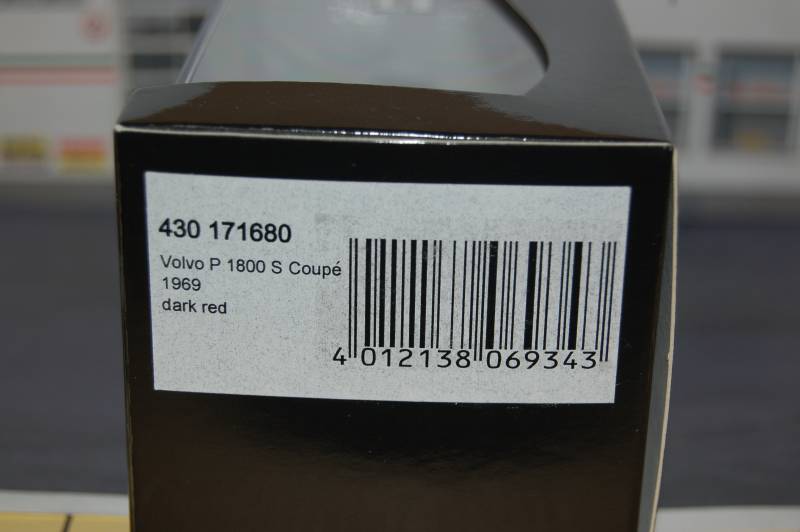 430 171680
Volvo P 1800 S Coupé
1969
dark red
4 012138 069343